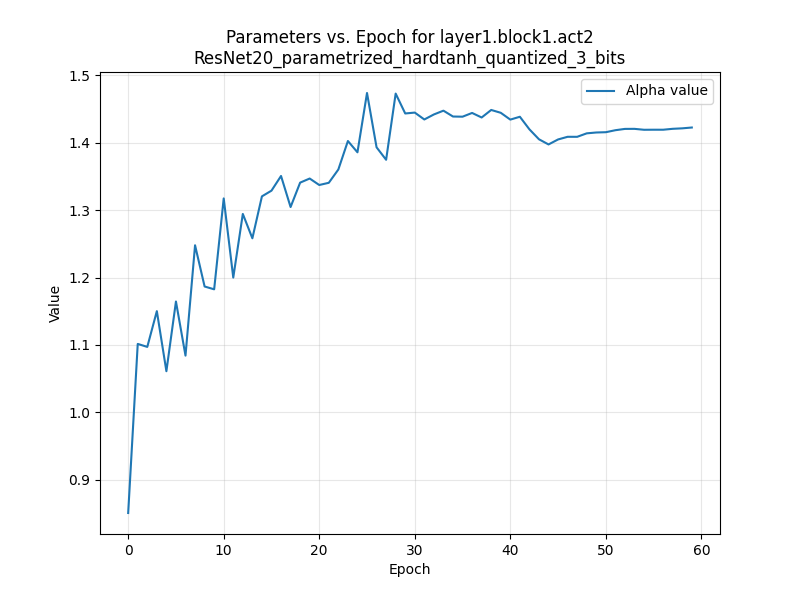 Parameters vs. Epoch for layer1.block1.act2
ResNet20_parametrized_hardtanh_quantized_3_bits
Alpha value
1.5
1.4
1.3
1.2
1.1
1.0
0.9
Value
0
10
20
30
40
50
60
Epoch